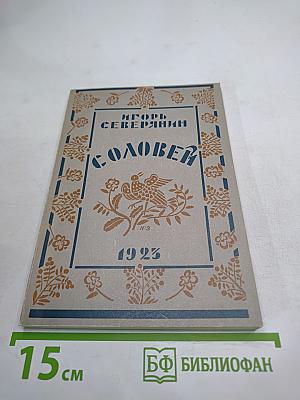 ИГОРЬ
СЕВЕРЯНИН
СОЛОВЕЙ
1923
15 см
БФ БИБЛИОФАН